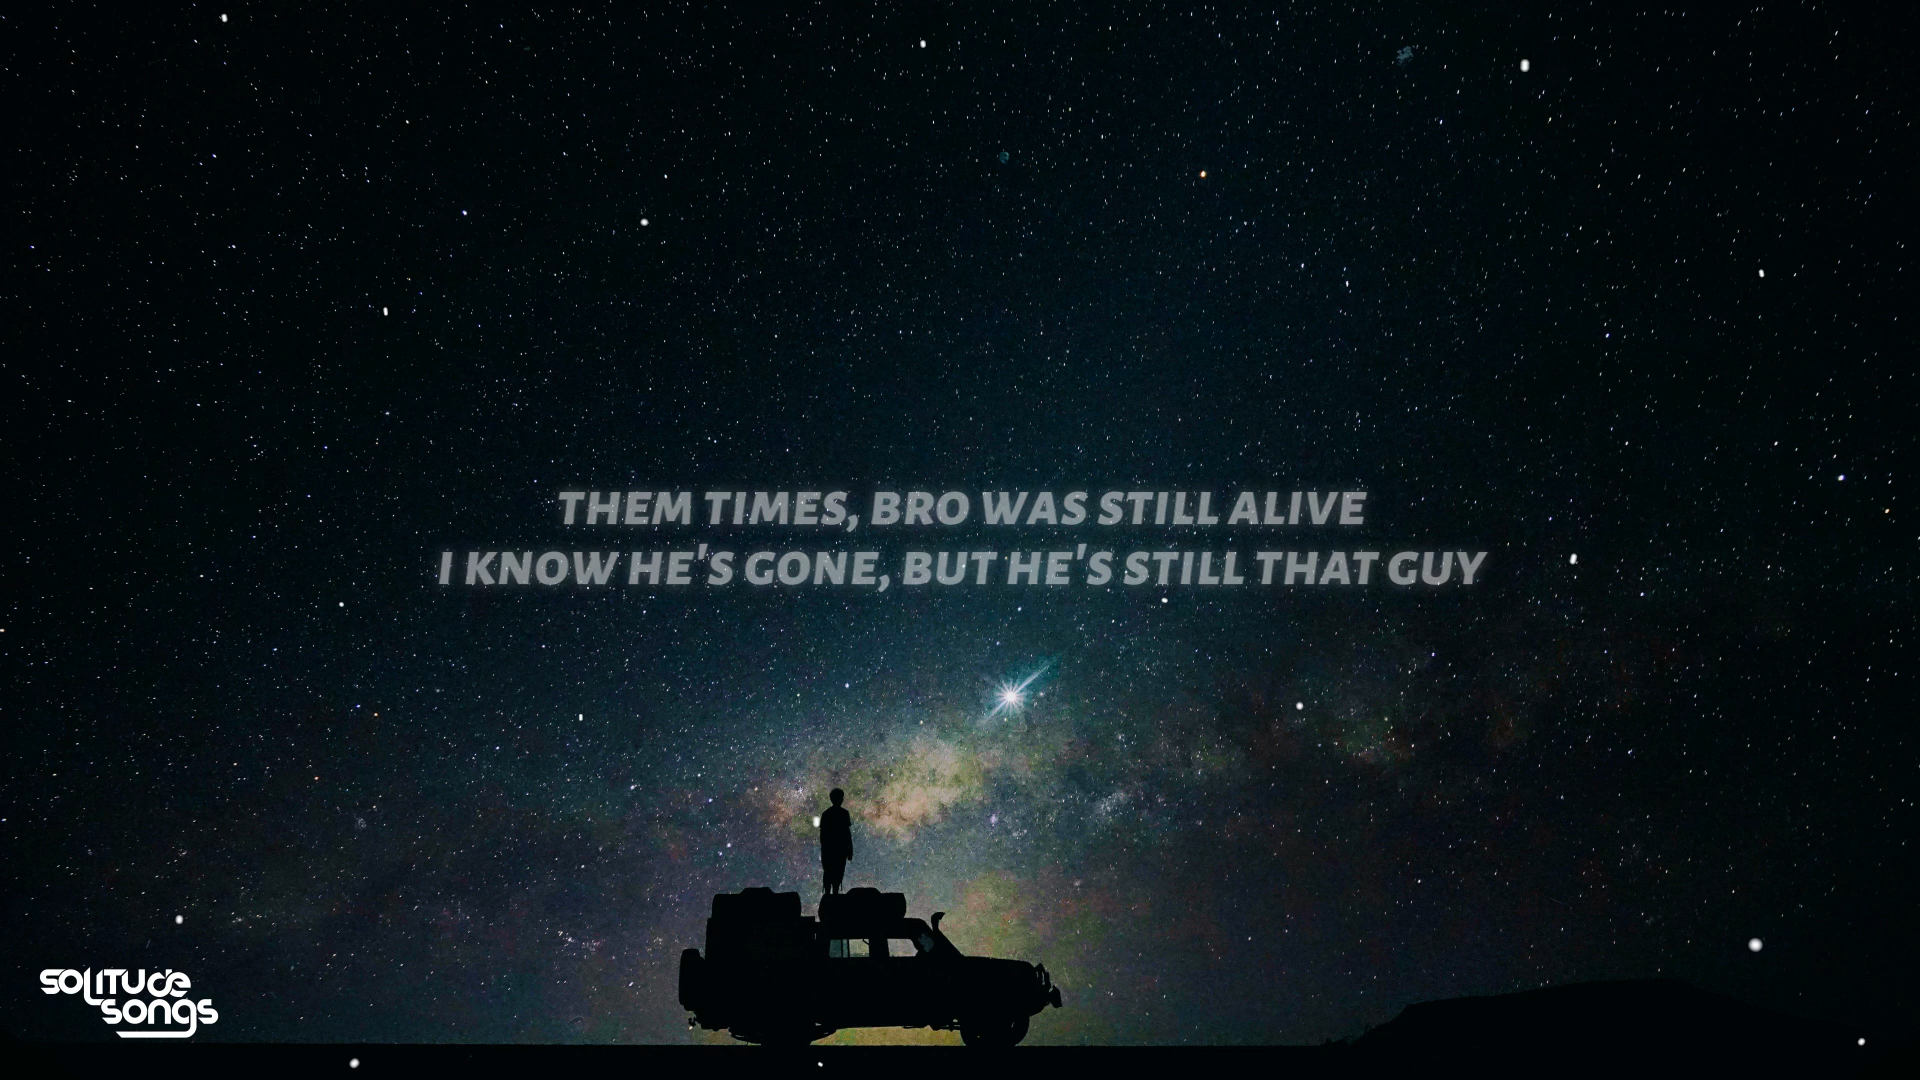 THEM TIMES, BRO WAS STILL ALIVE
I KNOW HE'S GONE, BUT HE'S STILL THAT GUY
SOLITUDE
SONGS